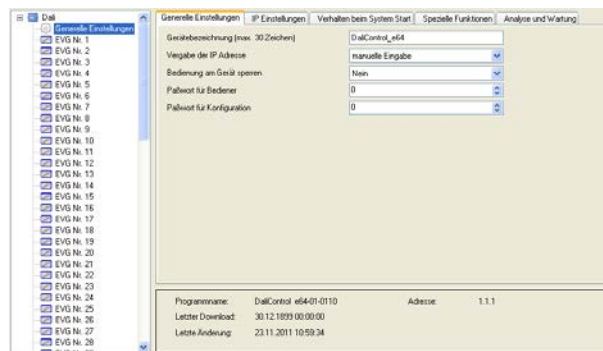 Dali
Generelle Einstellungen
EVG Nr. 1
EVG Nr. 2
EVG Nr. 3
EVG Nr. 4
EVG Nr. 5
EVG Nr. 6
EVG Nr. 7
EVG Nr. 8
EVG Nr. 9
EVG Nr. 10
EVG Nr. 11
EVG Nr. 12
EVG Nr. 13
EVG Nr. 14
EVG Nr. 15
EVG Nr. 16
EVG Nr. 17
EVG Nr. 18
EVG Nr. 19
EVG Nr. 20
EVG Nr. 21
EVG Nr. 22
EVG Nr. 23
EVG Nr. 24
EVG Nr. 25
EVG Nr. 26
EVG Nr. 27
EVG Nr. 28
Generelle Einstellungen IP Einstellungen Verhalten beim System Start Spezielle Funktionen Analyse und Wartung
Gerätebezeichnung (max. 30 Zeichen) DaliControl_e64
Vergabe der IP Adresse manuelle Eingabe
Bedienung am Gerät sperren Nein
Paßwort für Bediener 0
Paßwort für Konfiguration 0
Programmname: DaliControl e64-01-0110 Adresse: 1.1.1
Letzter Download: 30.12.1899 00:00:00
Letzte Änderung: 23.11.2011 10:59:34